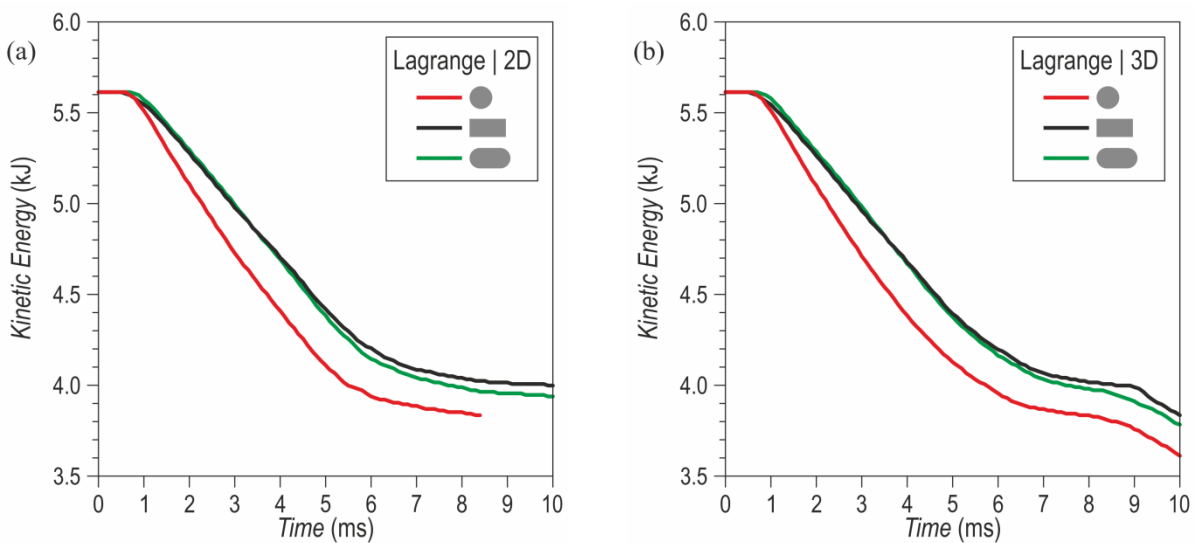 (a)
Kinetic Energy (kJ)
6.0
5.5
5.0
4.5
4.0
3.5
Lagrange | 2D
0 1 2 3 4 5 6 7 8 9 10
Time (ms)
(b)
Kinetic Energy (kJ)
6.0
5.5
5.0
4.5
4.0
3.5
Lagrange | 3D
0 1 2 3 4 5 6 7 8 9 10
Time (ms)